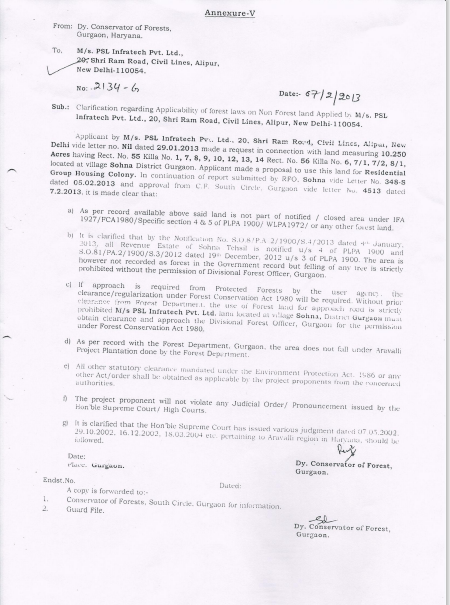 Annexure-V
From: Dy. Conservator of Forests,
Gurgaon, Haryana.
To. M/s. PSL Infratech Pvt. Ltd.,
20, Shri Ram Road, Civil Lines, Alipur,
New Delhi-110054.
No: 2134-G Date:- 07/2/2013
Sub.: Clarification regarding Applicability of forest laws on Non Forest land Applied by M/s. PSL
Infratech Pvt. Ltd., 20, Shri Ram Road, Civil Lines, Alipur, New Delhi-110054.
Applicant by M/s. PSL Infratech Pvt. Ltd., 20, Shri Ram Road, Civil Lines, Alipur, New
Delhi vide letter no. Nil dated 29.01.2013 made a request in connection with land measuring 10.250
Acres having Rect. No. 55 Killa No. 1, 7, 8, 9, 10, 12, 13, 14 Rect. No. 56 Killa No. 6, 7/1, 7/2, 8/1,
located at village Sohna District Gurgaon. Applicant made a proposal to use this land for Residential
Group Housing Colony. In continuation of report submitted by RFO, Sohna vide Letter No. 348-S
dated 05.02.2013 and approval from C.F. South Circle, Gurgaon vide letter No. 4513 dated
7.2.2013, it is made clear that:
a) As per record available above said land is not part of notified / closed area under IFA
1927/FCA1980/Specific section 4 & 5 of PLPA 1900/ WLPA1972/ or any other forest land.
b) It is clarified that by the Notification No. S.O.8/P.A.2/1900/S.4/2013 dated 4th January,
2013, all Revenue Estate of Sohna Tehsil is notified u/s 4 of PLPA 1900 and
S.O.81/PA.2/1900/S.3/2012 dated 19th December, 2012 u/s 3 of PLPA 1900. The area is
however not recorded as forest in the Government record but felling of any tree is strictly
prohibited without the permission of Divisional Forest Officer, Gurgaon.
c) If approach is required from Protected Forests by the user agency, the
clearance/regularization under Forest Conservation Act 1980 will be required. Without prior
clearance from Forest Department, the use of Forest land for approach road is strictly
prohibited M/s PSL Infratech Pvt. Ltd. land located at village Sohna, District Gurgaon must
obtain clearance and approach the Divisional Forest Officer, Gurgaon for the permission
under Forest Conservation Act 1980.
d) As per record with the Forest Department, Gurgaon, the area does not fall under Aravalli
Project Plantation done by the Forest Department.
e) All other statutory clearance mandated under the Environment Protection Act, 1986 or any
other Act/order shall be obtained as applicable by the project proponents from the concerned
authorities.
f) The project proponent will not violate any Judicial Order/ Pronouncement issued by the
Hon'ble Supreme Court/ High Courts.
g) It is clarified that the Hon'ble Supreme Court has issued various judgment dated 07.05.2002,
29.10.2002, 16.12.2002, 18.03.2004 etc. pertaining to Aravalli region in Haryana, should be
followed.
Date:
Place: Gurgaon.
Dy. Conservator of Forest,
Gurgaon.
Endst.No. Dated:
A copy is forwarded to:-
1. Conservator of Forests, South Circle, Gurgaon for information.
2. Guard File.
Sd
Dy. Conservator of Forest,
Gurgaon.